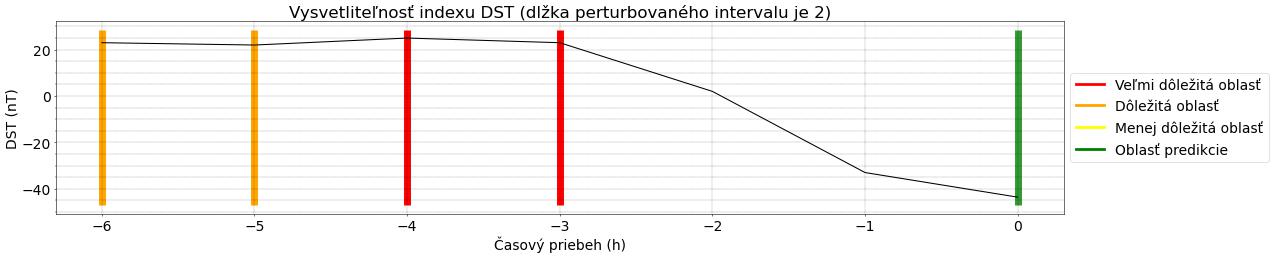 Vysvetliteľnosť indexu DST (dlžka perturbovaného intervalu je 2)
DST (nT)
20
0
−20
−40
−6 −5 −4 −3 −2 −1 0
Časový priebeh (h)
Veľmi dôležitá oblasť
Dôležitá oblasť
Menej dôležitá oblasť
Oblasť predikcie